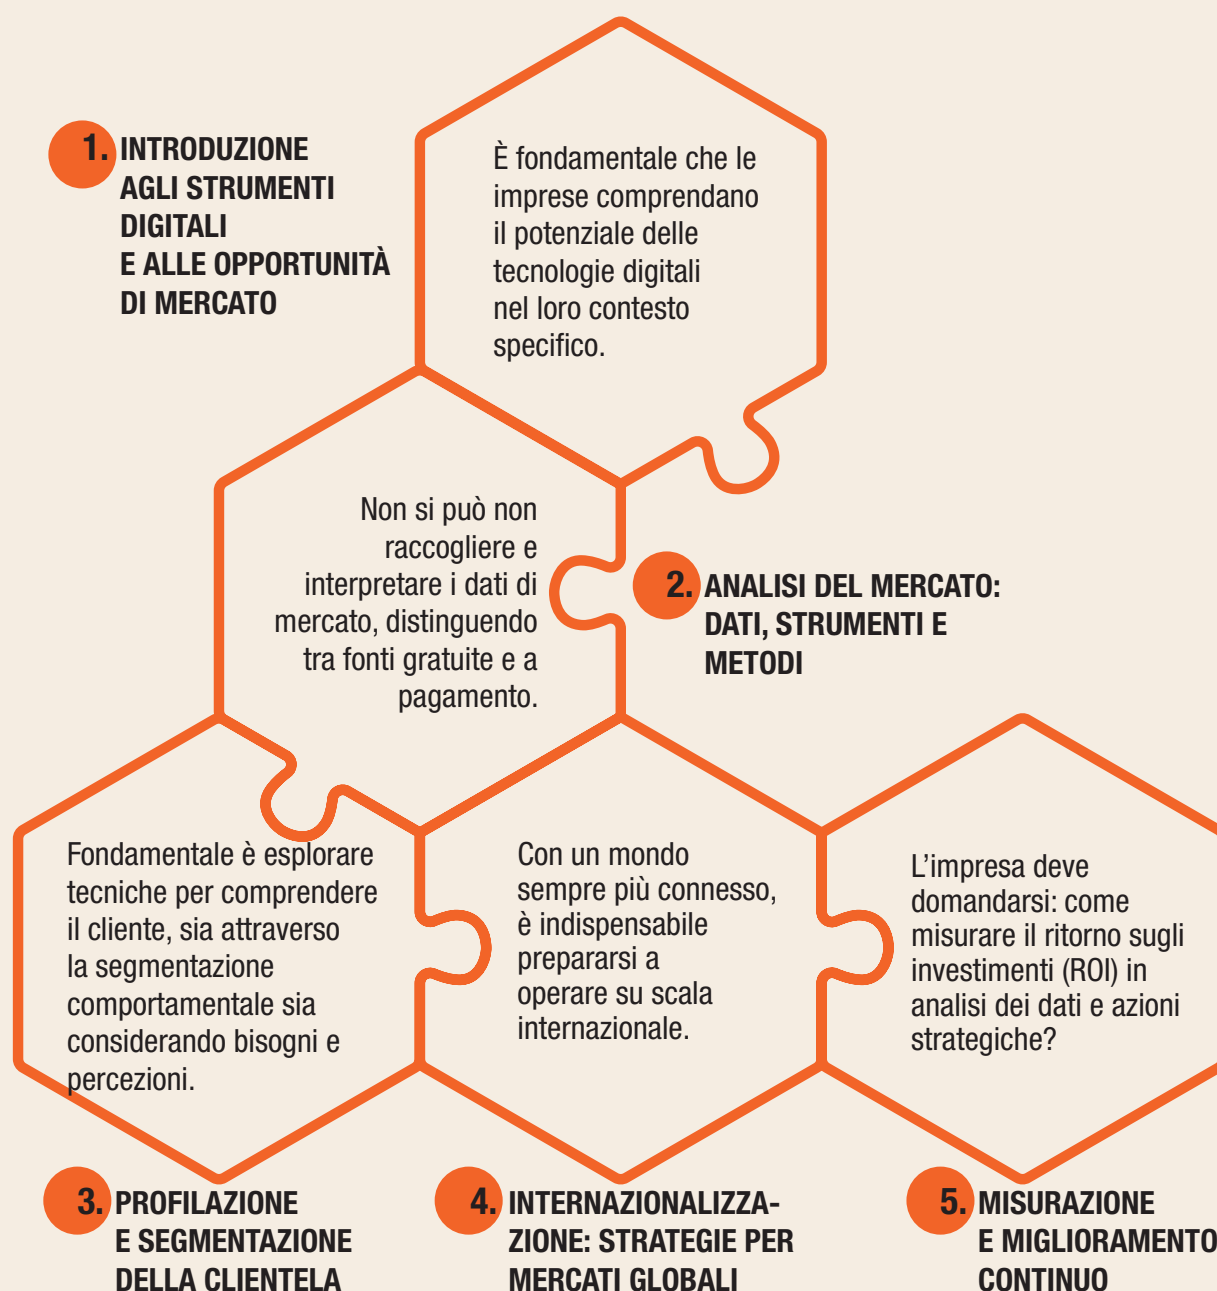 1. INTRODUZIONE
AGLI STRUMENTI
DIGITALI
E ALLE OPPORTUNITÀ
DI MERCATO
È fondamentale che le
imprese comprendano
il potenziale delle
tecnologie digitali
nel loro contesto
specifico.
Non si può non
raccogliere e
interpretare i dati di
mercato, distinguendo
tra fonti gratuite e a
pagamento.
2. ANALISI DEL MERCATO:
DATI, STRUMENTI E
METODI
Fondamentale è esplorare
tecniche per comprendere
il cliente, sia attraverso
la segmentazione
comportamentale sia
considerando bisogni e
percezioni.
3. PROFILAZIONE
E SEGMENTAZIONE
DELLA CLIENTELA
Con un mondo
sempre più connesso,
è indispensabile
prepararsi a
operare su scala
internazionale.
4. INTERNAZIONALIZZA-
ZIONE: STRATEGIE PER
MERCATI GLOBALI
L’impresa deve
domandarsi: come
misurare il ritorno sugli
investimenti (ROI) in
analisi dei dati e azioni
strategiche?
5. MISURAZIONE
E MIGLIORAMENTO
CONTINUO